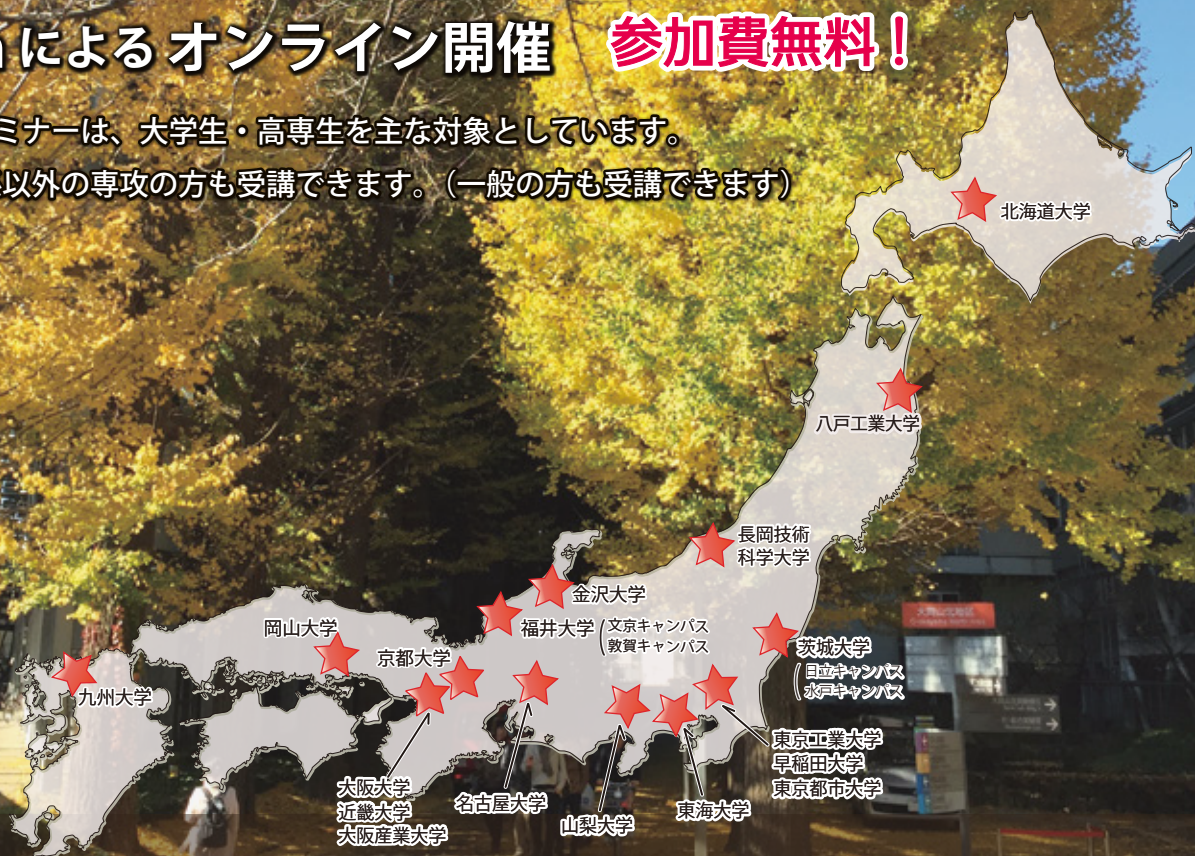 によるオンライン開催 参加費無料！
ミナーは、大学生・高専生を主な対象としています。
以外の専攻の方も受講できます。（一般の方も受講できます）
北海道大学
八戸工業大学
長岡技術
科学大学
金沢大学
福井大学（文京キャンパス
敦賀キャンパス
岡山大学
京都大学
茨城大学
（日立キャンパス
水戸キャンパス
九州大学
東京工業大学
早稲田大学
東京都市大学
大阪大学
近畿大学
大阪産業大学
名古屋大学
山梨大学
東海大学